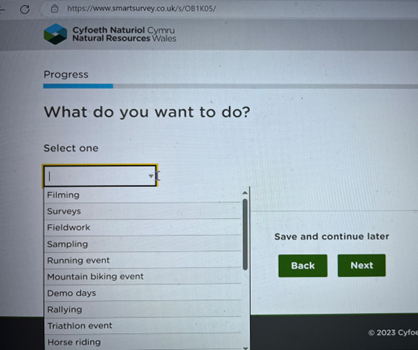 https://www.smartsurvey.co.uk/s/OB1K05/
Cyfoeth Naturiol Cymru
Natural Resources Wales
Progress
What do you want to do?
Select one
Filming
Surveys
Fieldwork
Sampling
Running event
Mountain biking event
Demo days
Rallying
Triathlon event
Horse riding
Save and continue later
Back
Next
© 2023 Cyfoe